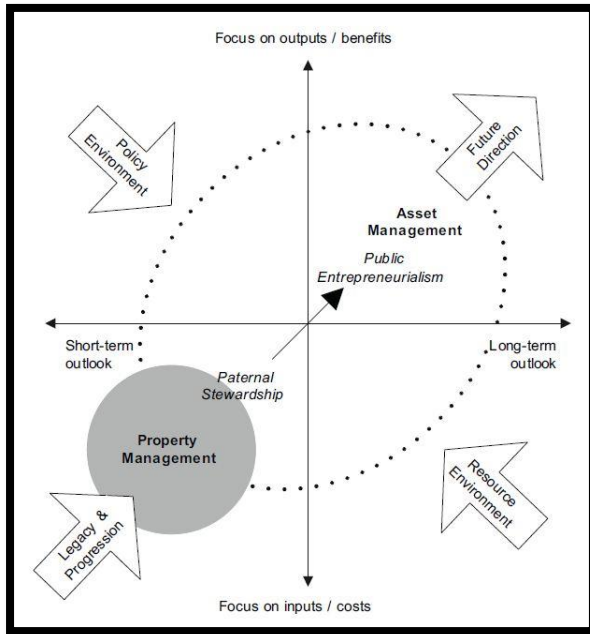 Focus on outputs / benefits
Policy
Environment
Future
Direction
Asset
Management
Public
Entrepreneurialism
Short-term
outlook
Long-term
outlook
Paternal
Stewardship
Property
Management
Resource
Environment
Legacy &
Progression
Focus on inputs / costs